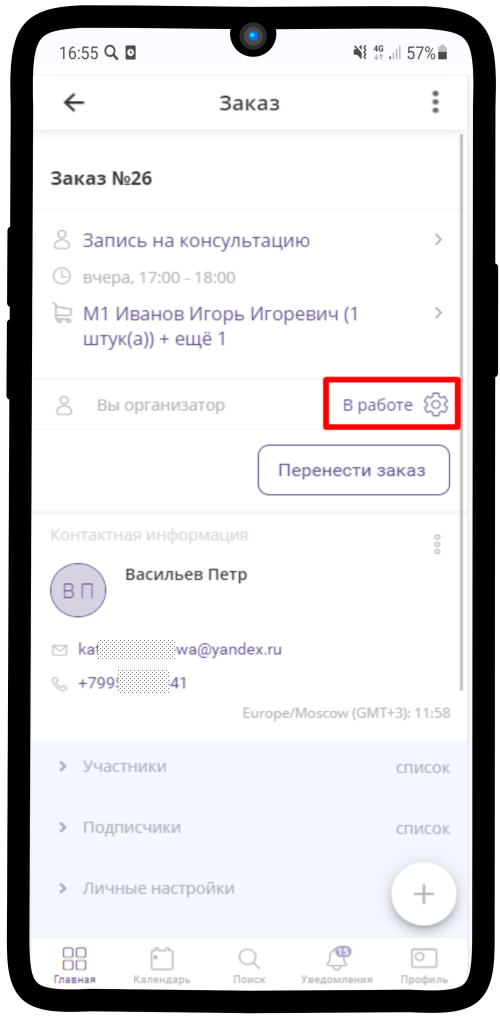 16:55 4G 57%
Заказ
Заказ №26
Запись на консультацию
вчера, 17:00 - 18:00
М1 Иванов Игорь Игоревич (1
штук(а)) + ещё 1
Вы организатор В работе
Перенести заказ
Контактная информация
В П Васильев Петр
kat wa@yandex.ru
+799 41
Europe/Moscow (GMT+3): 11:58
Участники список
Подписчики список
Личные настройки
15
Главная Календарь Поиск Уведомления Профиль